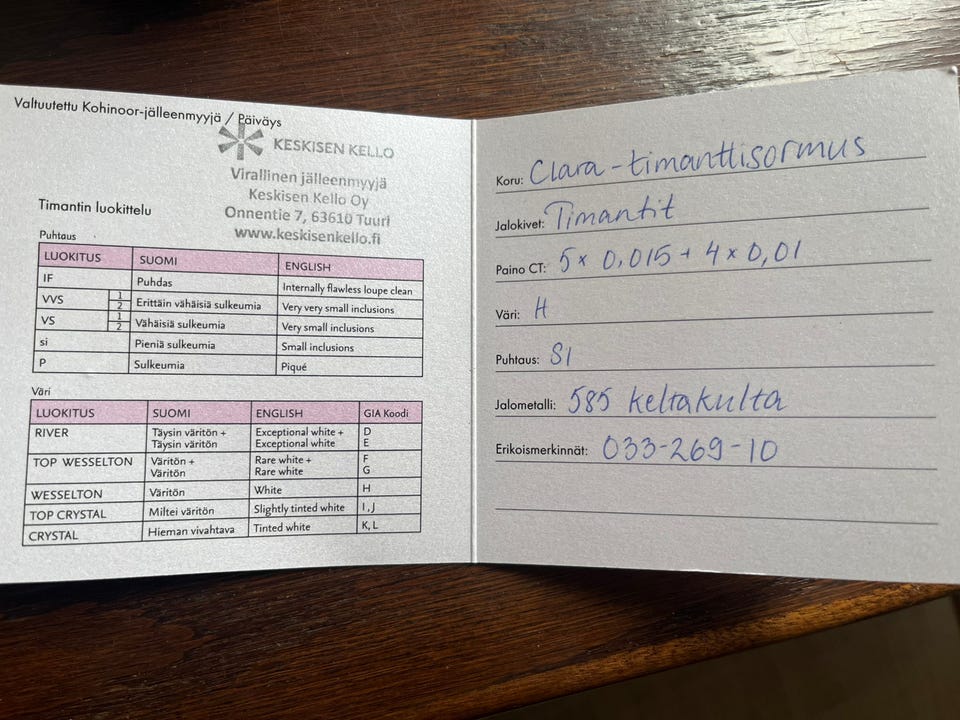 Valtuutettu Kohinoor-jälleenmyyjä / Päiväys
KESKISEN KELLO
Virallinen jälleenmyyjä
Keskisen Kello Oy
Onnentie 7, 63610 Tuuri
www.keskisenkello.fi
Timantin luokittelu
Puhtaus
LUOKITUS SUOMI ENGLISH
IF Puhdas Internally flawless loupe clean
VVS 1 2 Erittäin vähäisiä sulkeumia Very very small inclusions
VS 1 2 Vähäisiä sulkeumia Very small inclusions
si Pieniä sulkeumia Small inclusions
P Sulkeumia Piqué
Väri
LUOKITUS SUOMI ENGLISH GIA Koodi
RIVER Täysin väritön + Exceptional white + D
Täysin väritön Exceptional white E
TOP WESSELTON Väritön + Rare white + F
Väritön Rare white G
WESSELTON Väritön White H
TOP CRYSTAL Miltei väritön Slightly tinted white I, J
CRYSTAL Hieman vivahtava Tinted white K, L
Koru: Clara-timanttisormus
Jalokivet: Timantit
Paino CT: 5x 0,015 + 4x0,01
Väri: H
Puhtaus: SI
Jalometalli: 585 keltakulta
Erikoismerkinnät: 033-269-10